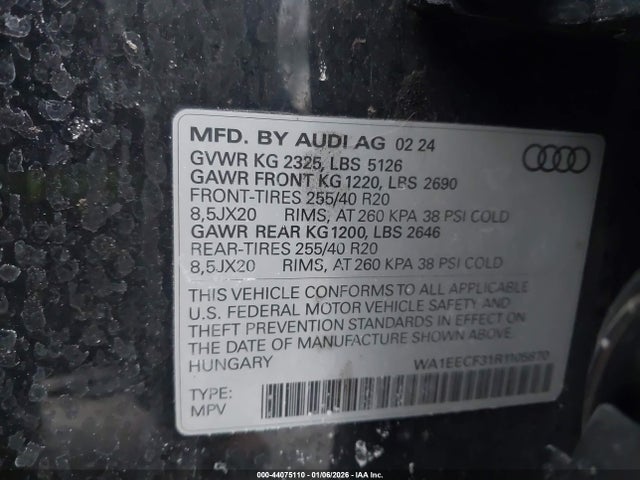 MFD. BY AUDI AG 02 24
GVWR KG 2325, LBS 5126
GAWR FRONT KG1220, LBS 2690
FRONT-TIRES 255/40 R20
8,5JX20 RIMS, AT 260 KPA 38 PSI COLD
GAWR REAR KG1200, LBS 2646
REAR-TIRES 255/40 R20
8,5JX20 RIMS, AT 260 KPA 38 PSI COLD
THIS VEHICLE CONFORMS TO ALL APPLICABLE
U.S. FEDERAL MOTOR VEHICLE SAFETY AND
THEFT PREVENTION STANDARDS IN EFFECT ON
THE DATE OF MANUFACTURE SHOWN ABOVE.
HUNGARY
TYPE:
MPV
000-44075110 - 01/06/2026 - IAA Inc.